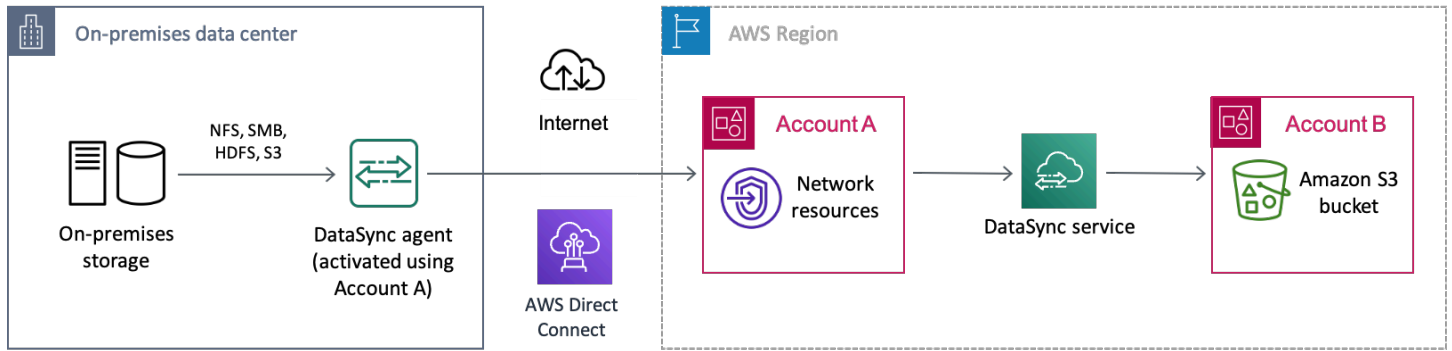 On-premises data center
AWS Region
NFS, SMB,
HDFS, S3
Internet
Account A
Account B
Network
resources
Amazon S3
bucket
On-premises
storage
DataSync agent
(activated using
Account A)
DataSync service
AWS Direct
Connect